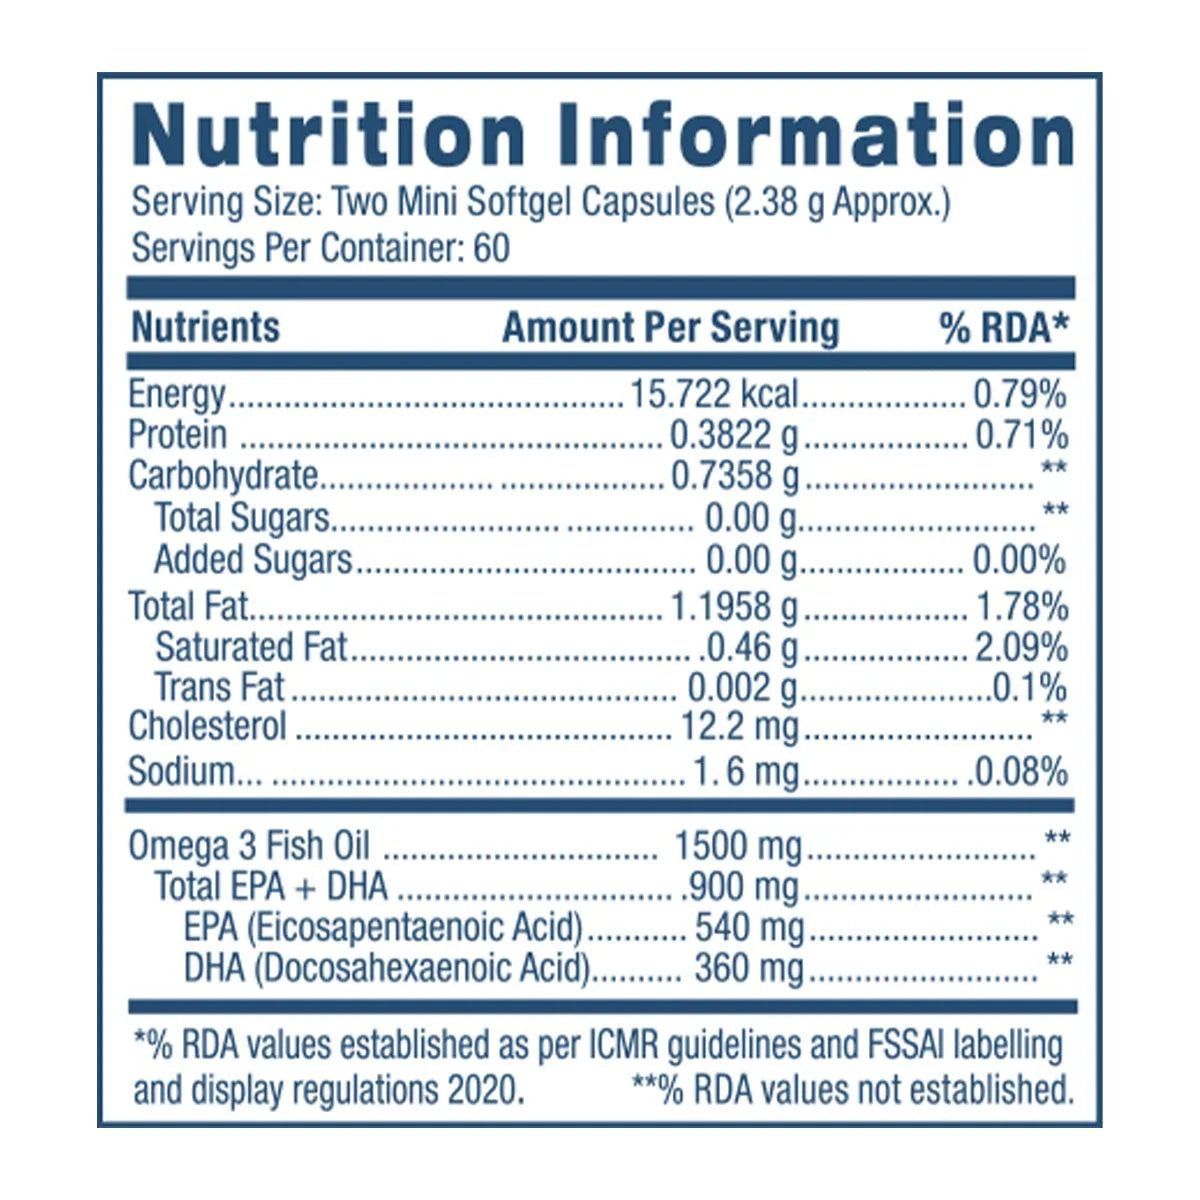 Nutrition Information
Serving Size: Two Mini Softgel Capsules (2.38 g Approx.)
Servings Per Container: 60
Nutrients Amount Per Serving % RDA*
Energy.......................................... 15.722 kcal.................. 0.79%
Protein ............................................. 0.3822 g.................. 0.71%
Carbohydrate................... .................. 0.7358 g......................... **
Total Sugars......................... .............. 0.00 g.......................... **
Added Sugars..................................... 0.00 g.................. 0.00%
Total Fat............................................. 1.1958 g.................. 1.78%
Saturated Fat..................................... .0.46 g.................. 2.09%
Trans Fat .......................................... 0.002 g.....................0.1%
Cholesterol ......................................... 12.2 mg......................... **
Sodium... ............................................. 1. 6 mg................. .0.08%
Omega 3 Fish Oil .............................. 1500 mg......................... **
Total EPA + DHA .............................. .900 mg......................... **
EPA (Eicosapentaenoic Acid)........... 540 mg......................... **
DHA (Docosahexaenoic Acid).......... 360 mg......................... **
*% RDA values established as per ICMR guidelines and FSSAI labelling
and display regulations 2020. **% RDA values not established.